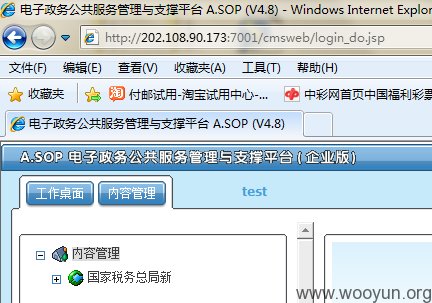 电子政务公共服务管理与支撑平台 A.SOP (V4.8) - Windows Internet Explor
http://202.108.90.173:7001/cmsweb/login_do.jsp
文件(F) 编辑(E) 查看(V) 收藏夹(A) 工具(T) 帮助(H)
收藏夹 付邮试用-淘宝试用中心-... 中彩网首页中国福利彩票
电子政务公共服务管理与支撑平台 A.SOP (V4.8)
A.SOP 电子政务公共服务管理与支撑平台 ( 企业版 )
工作桌面 内容管理 test
内容管理
国家税务总局新
www.wooyun.org